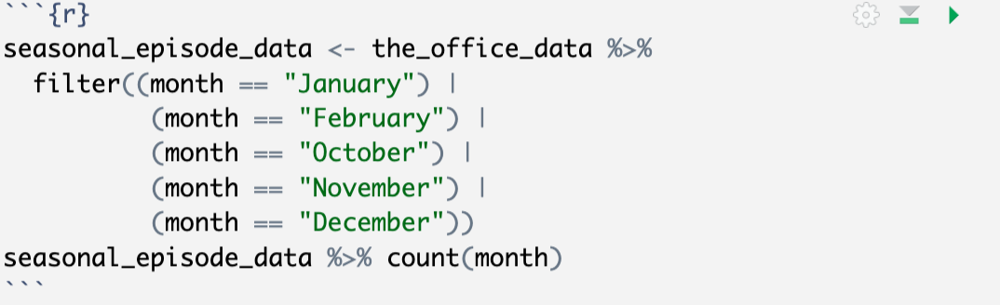 ```{r}
seasonal_episode_data <- the_office_data %>%
  filter((month == "January") |
          (month == "February") |
          (month == "October") |
          (month == "November") |
          (month == "December"))
seasonal_episode_data %>% count(month)
```